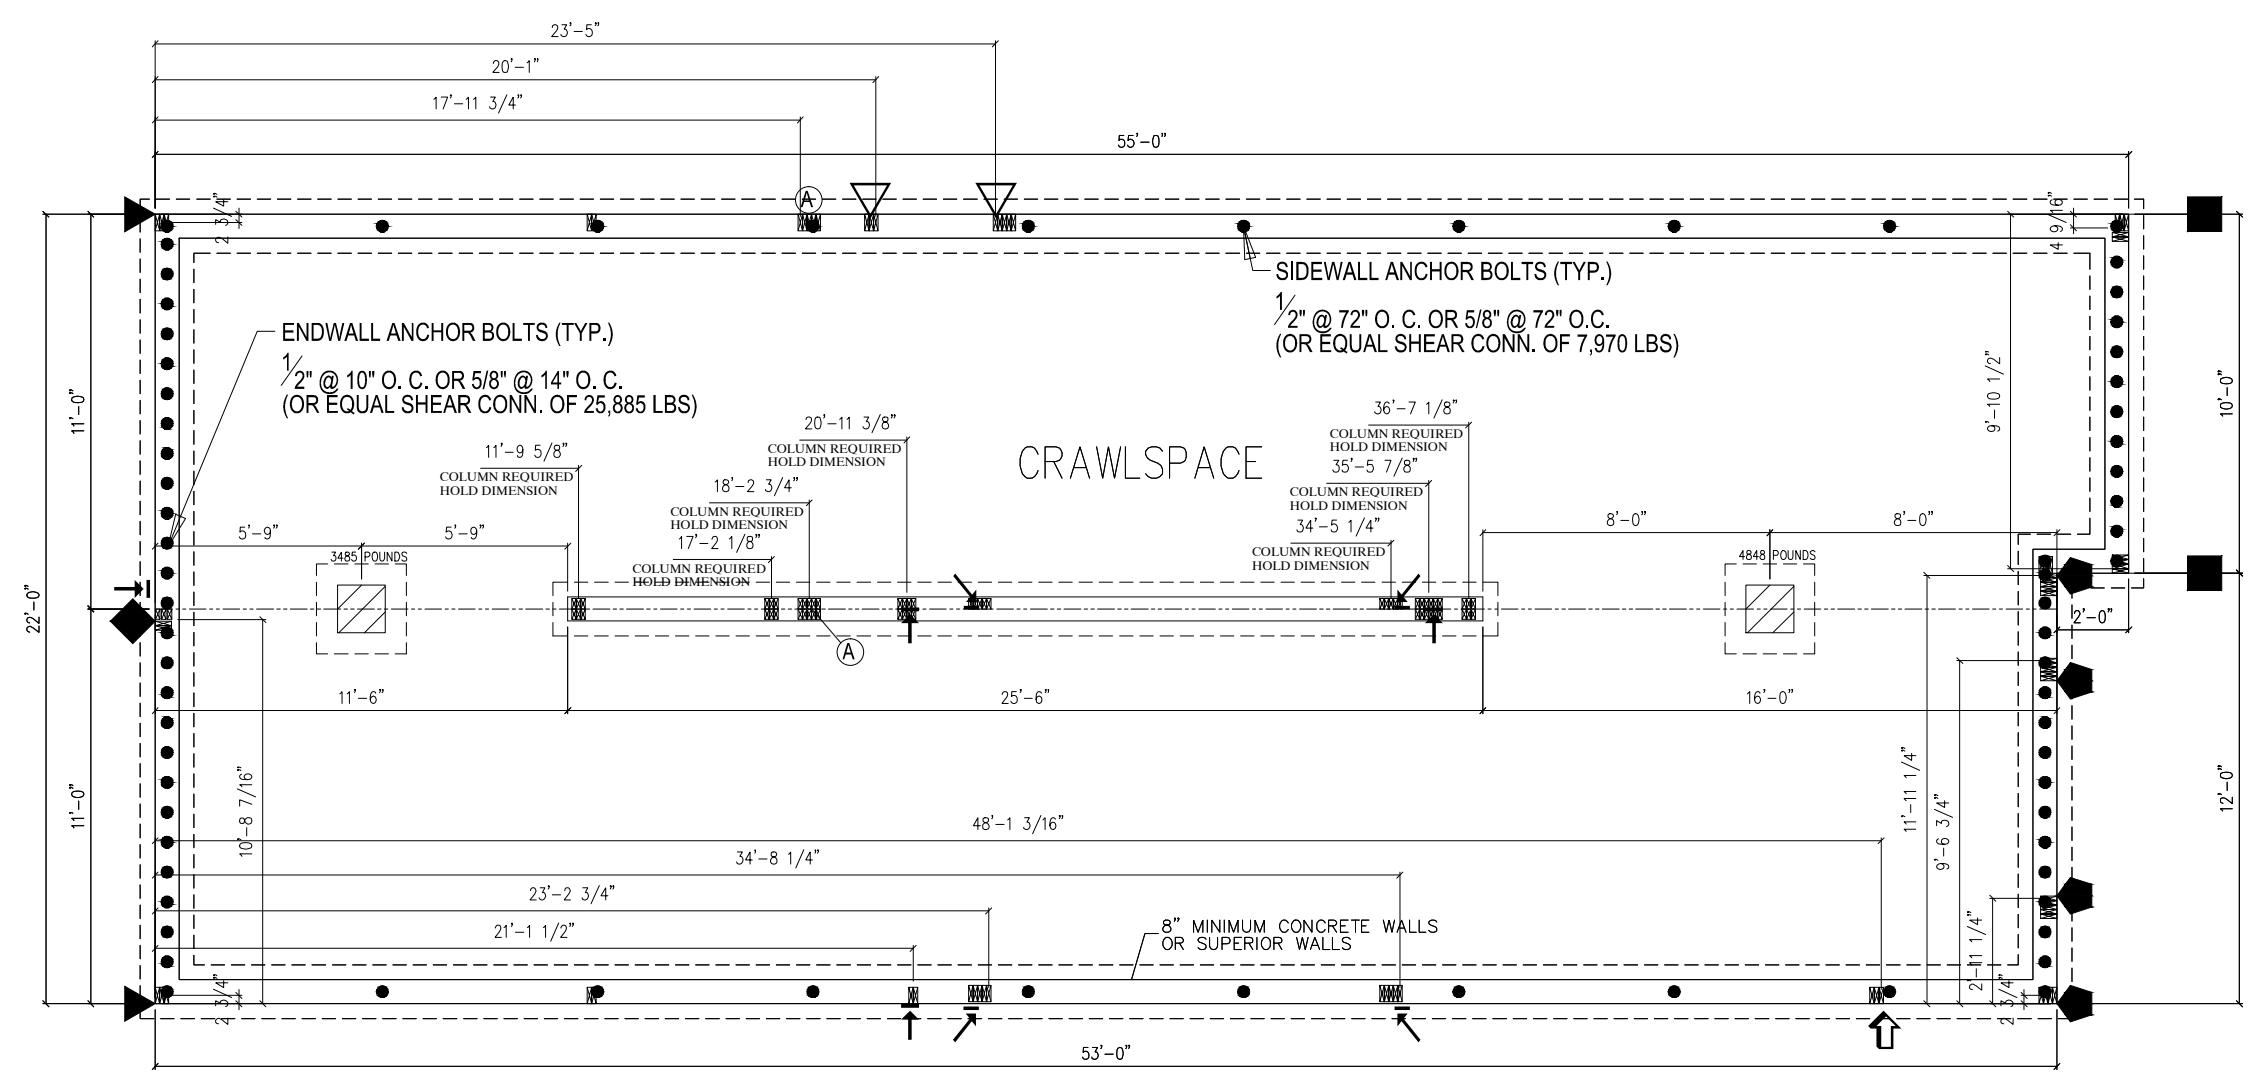 23'-5"
20'-1"
17'-11 3/4"
55'-0"
A
2 3/4"
4 9/16"
SIDEWALL ANCHOR BOLTS (TYP.)
1/2" @ 72" O. C. OR 5/8" @ 72" O.C.
(OR EQUAL SHEAR CONN. OF 7,970 LBS)
ENDWALL ANCHOR BOLTS (TYP.)
1/2" @ 10" O. C. OR 5/8" @ 14" O. C.
(OR EQUAL SHEAR CONN. OF 25,885 LBS)
11'-0"
9'-10 1/2"
10'-0"
20'-11 3/8"
COLUMN REQUIRED
HOLD DIMENSION
36'-7 1/8"
COLUMN REQUIRED
HOLD DIMENSION
11'-9 5/8"
COLUMN REQUIRED
HOLD DIMENSION
CRAWLSPACE
35'-5 7/8"
COLUMN REQUIRED
HOLD DIMENSION
18'-2 3/4"
COLUMN REQUIRED
HOLD DIMENSION
34'-5 1/4"
COLUMN REQUIRED
HOLD DIMENSION
17'-2 1/8"
COLUMN REQUIRED
HOLD DIMENSION
5'-9"
5'-9"
8'-0"
8'-0"
3485 POUNDS
4848 POUNDS
22'-0"
2'-0"
A
11'-6"
25'-6"
16'-0"
11'-0"
10'-8 7/16"
11'-11 1/4"
9'-6 3/4"
12'-0"
48'-1 3/16"
34'-8 1/4"
23'-2 3/4"
21'-1 1/2"
8" MINIMUM CONCRETE WALLS
OR SUPERIOR WALLS
2'-11 1/4"
2 3/4"
2 3/4"
53'-0"